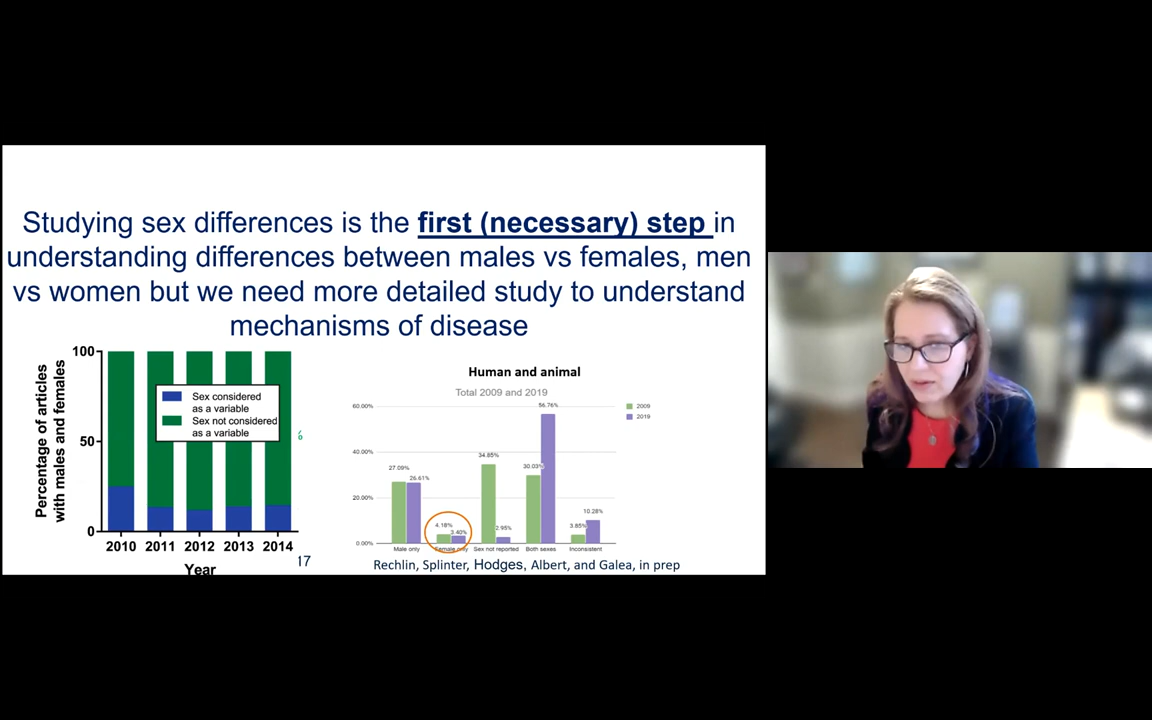 Studying sex differences is the first (necessary) step in
understanding differences between males vs females, men
vs women but we need more detailed study to understand
mechanisms of disease
Percentage of articles
with males and females
100
50
0
Sex considered
as a variable
Sex not considered
as a variable
%
2010 2011 2012 2013 2014
Year
17
Human and animal
Total 2009 and 2019
2009
2019
60.00%
40.00%
20.00%
0.00%
27.09%
26.61%
4.18%
3.40%
34.85%
2.95%
30.03%
56.76%
3.85%
10.28%
Male only
Female only
Sex not reported
Both sexes
Inconsistent
Rechlin, Splinter, Hodges, Albert, and Galea, in prep